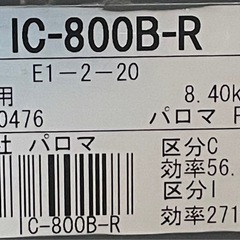 IC-800B-R
E1-2-20
用 8.40k
0476 パロマ F
社 パロマ 区分C
効率56.
区分I
C-800B-R 効率271